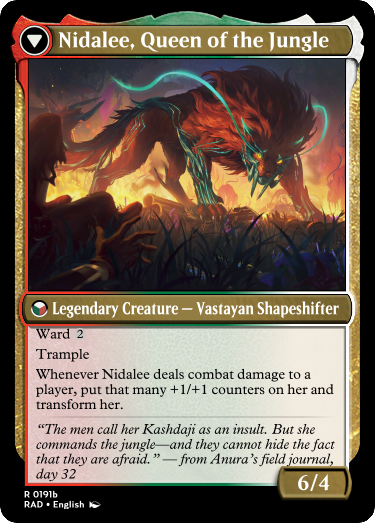 Nidalee, Queen of the Jungle
Legendary Creature — Vastayan Shapeshifter
Ward 2
Trample
Whenever Nidalee deals combat damage to a
player, put that many +1/+1 counters on her and
transform her.
“The men call her Kashdaji as an insult. But she
commands the jungle—and they cannot hide the fact
that they are afraid.” — from Anura's field journal,
day 32
6/4
R 0191b
RAD • English